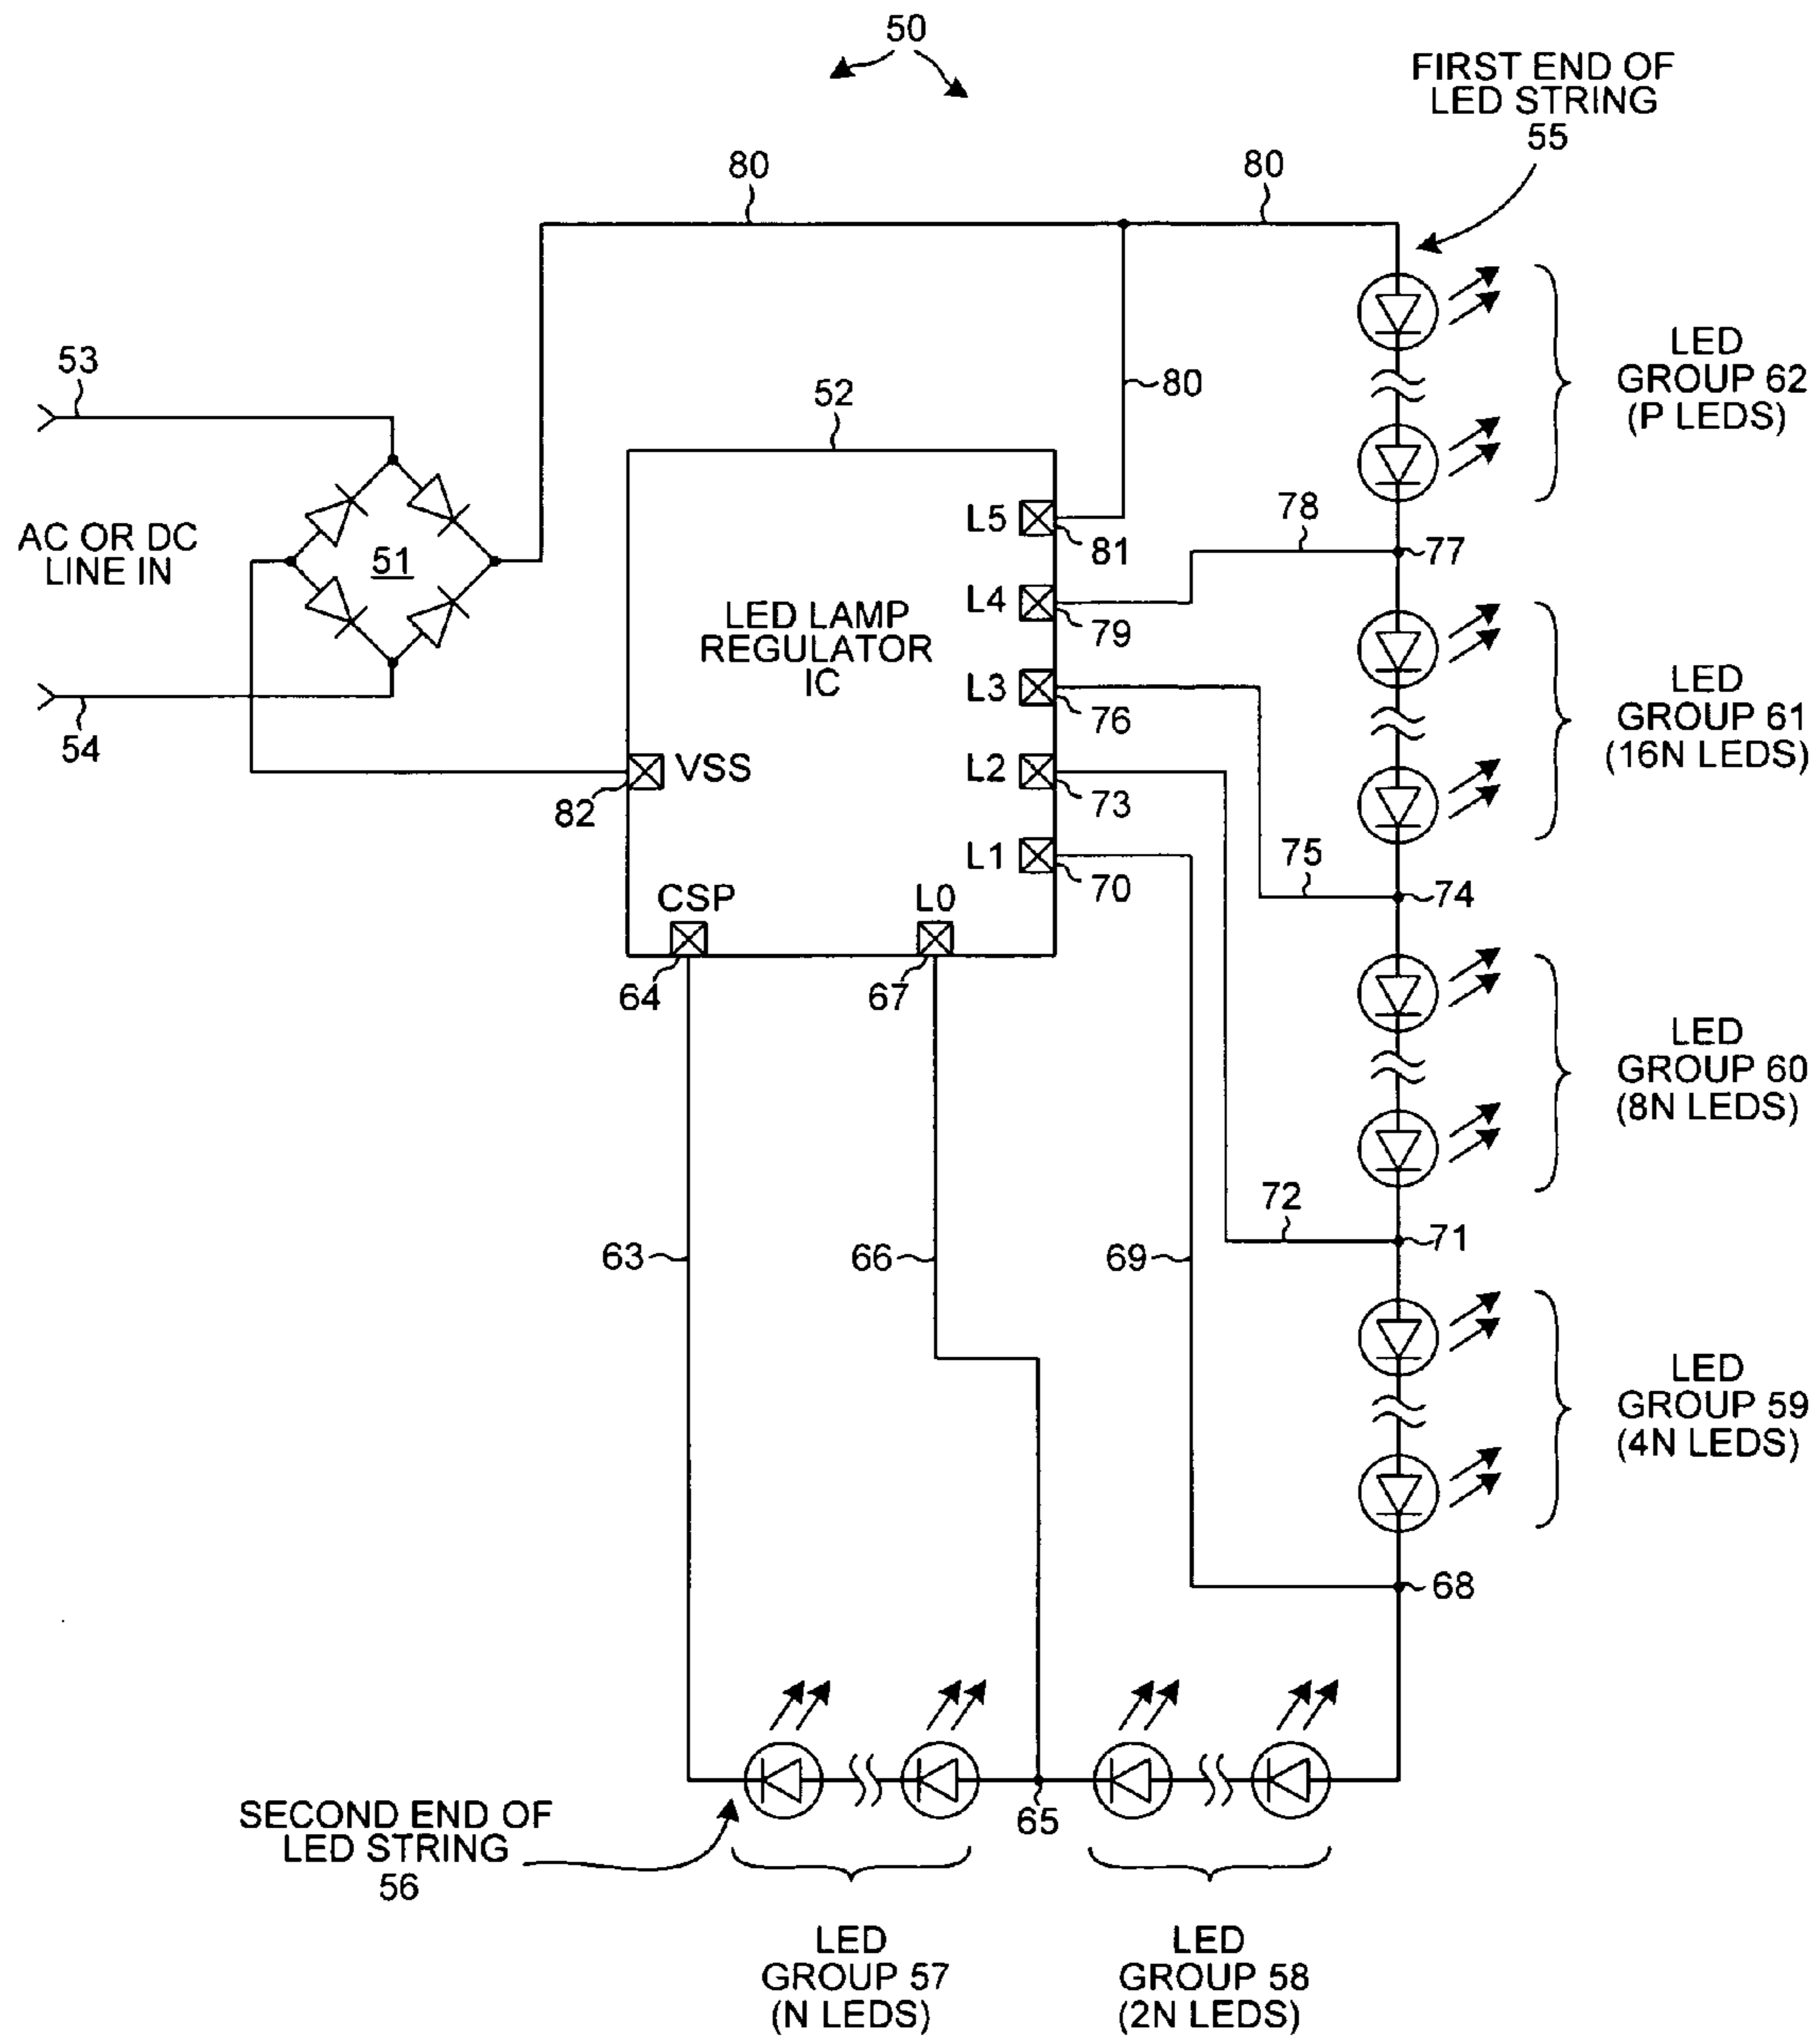 50
FIRST END OF
LED STRING
55
80
80
53
52
80
LED
GROUP 62
(P LEDS)
AC OR DC
LINE IN
51
L5
81
78
77
L4
79
LED LAMP
REGULATOR
IC
L3
76
LED
GROUP 61
(16N LEDS)
54
VSS
82
L2
73
L1
70
75
74
CSP
L0
64
67
LED
GROUP 60
(8N LEDS)
72
71
63
66
69
LED
GROUP 59
(4N LEDS)
68
65
SECOND END OF
LED STRING
56
LED
GROUP 57
(N LEDS)
LED
GROUP 58
(2N LEDS)